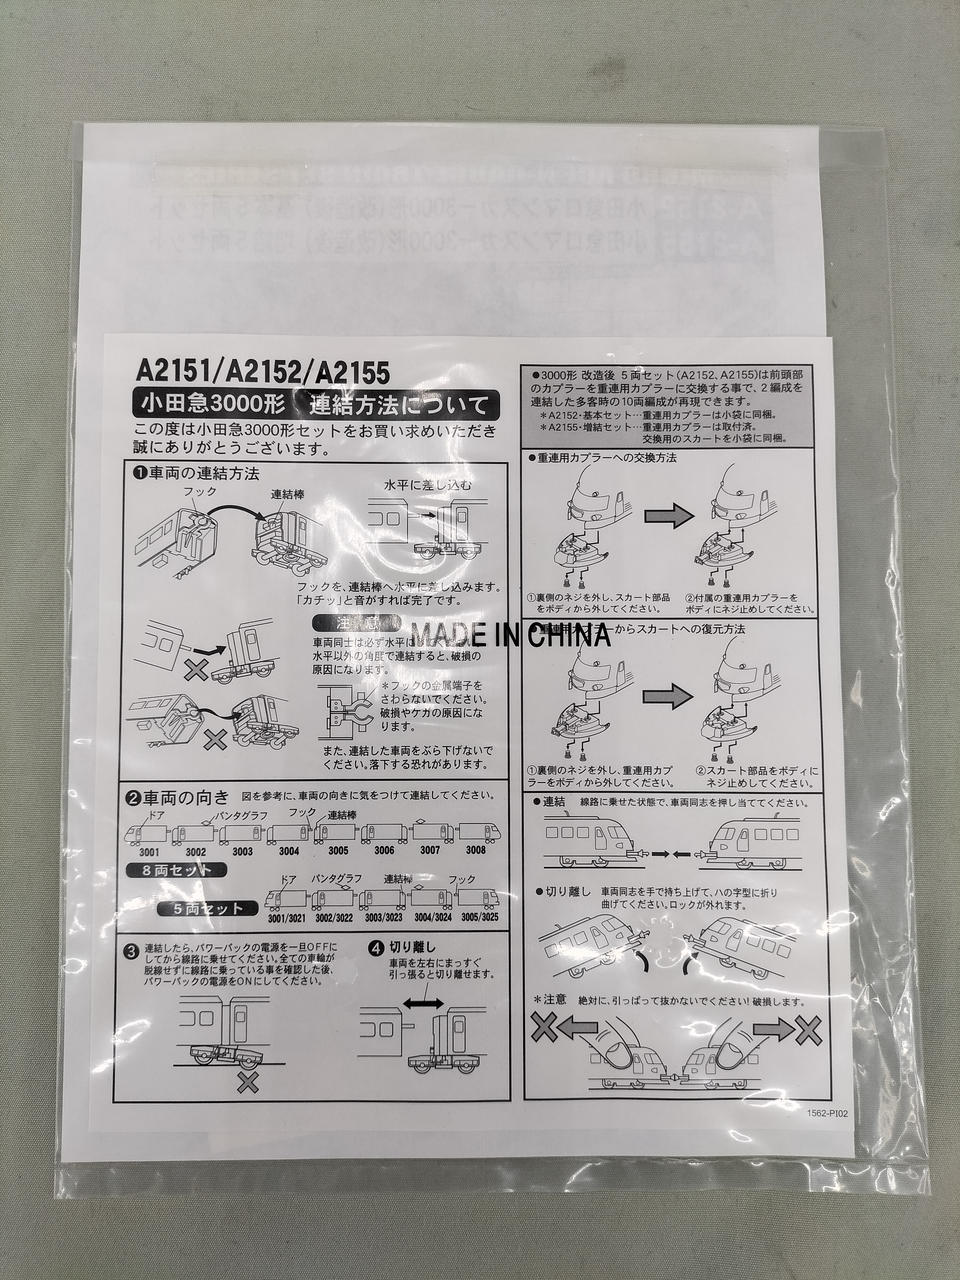 A2151/A2152/A2155
小田急3000形 連結方法について
この度は小田急3000形セットをお買い求めいただき
誠にありがとうございます。
❶車両の連結方法
フック
連結棒
水平に差し込む
フックを、連結棒へ水平に差し込みます。
「カチッ」と音がすれば完了です。
注意
車両同士は必ず水平に
水平以外の角度で連結すると、破損の
原因になります。
＊フックの金属端子を
さわらないでください。
破損やケガの原因にな
ります。
また、連結した車両をぶら下げないで
ください。落下する恐れがあります。
❷車両の向き 図を参考に、車両の向きに気をつけて連結してください。
ドア パンタグラフ フック 連結棒
3001 3002 3003 3004 3005 3006 3007 3008
8両セット
ドア パンタグラフ 連結棒 フック
5両セット
3001/3021 3002/3022 3003/3023 3004/3024 3005/3025
❸ 連結したら、パワーパックの電源を一旦OFFに
してから線路に乗せてください。全ての車輪が
脱線せずに線路に乗っている事を確認した後、
パワーパックの電源をONにしてください。
❹ 切り離し
車両を左右にまっすぐ
引っ張ると切り離せます。
●3000形 改造後 5両セット(A2152、A2155)は前頭部
のカプラーを重連用カプラーに交換する事で、2編成を
連結した多客時の10両編成が再現できます。
＊A2152・基本セット…重連用カプラーは小袋に同梱。
＊A2155・増結セット…重連用カプラーは取付済。
交換用のスカートを小袋に同梱。
●重連用カプラーへの交換方法
①裏側のネジを外し、スカート部品
をボディから外してください。
②付属の重連用カプラーを
ボディにネジ止めしてください。
MADE IN CHINA
カプラーからスカートへの復元方法
①裏側のネジを外し、重連用カプ
ラーをボディから外してください。
②スカート部品をボディに
ネジ止めしてください。
●連結 線路に乗せた状態で、車両同志を押し当ててください。
●切り離し 車両同志を手で持ち上げて、ハの字型に折り
曲げてください。ロックが外れます。
＊注意 絶対に、引っぱって抜かないでください！破損します。
1562-PI02